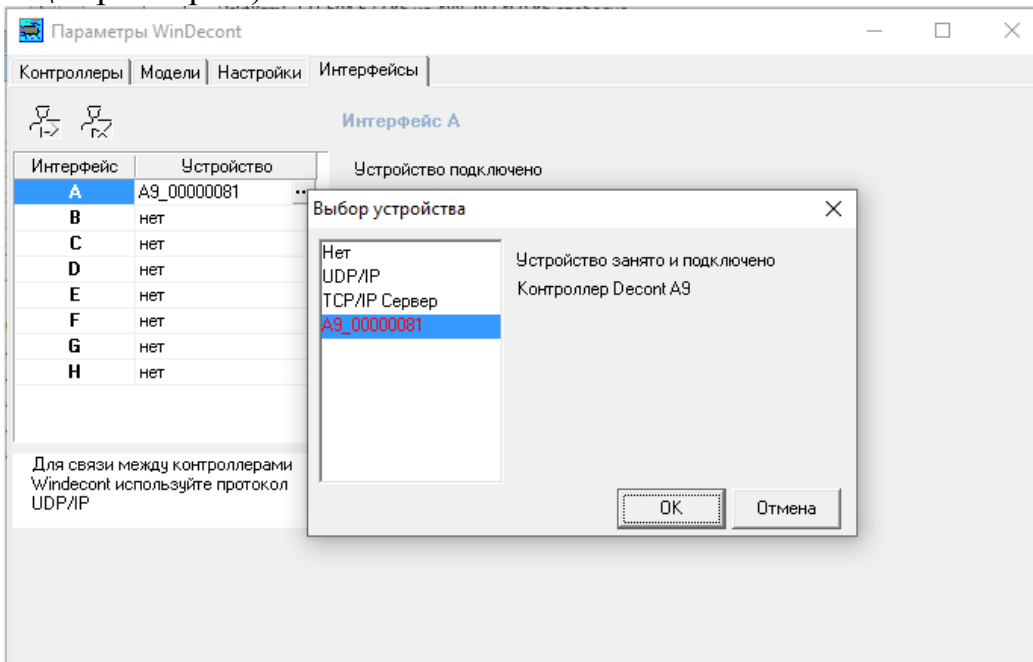 Параметры WinDecont
Контроллеры Модели Настройки Интерфейсы
Интерфейс А
Интерфейс Устройство
Устройство подключено
A A9_00000081 ...
B нет
C нет
D нет
E нет
F нет
G нет
H нет
Для связи между контроллерами
Windecont используйте протокол
UDP/IP
Выбор устройства
Нет
UDP/IP
TCP/IP Сервер
A9_00000081
Устройство занято и подключено
Контроллер Decont A9
OK Отмена